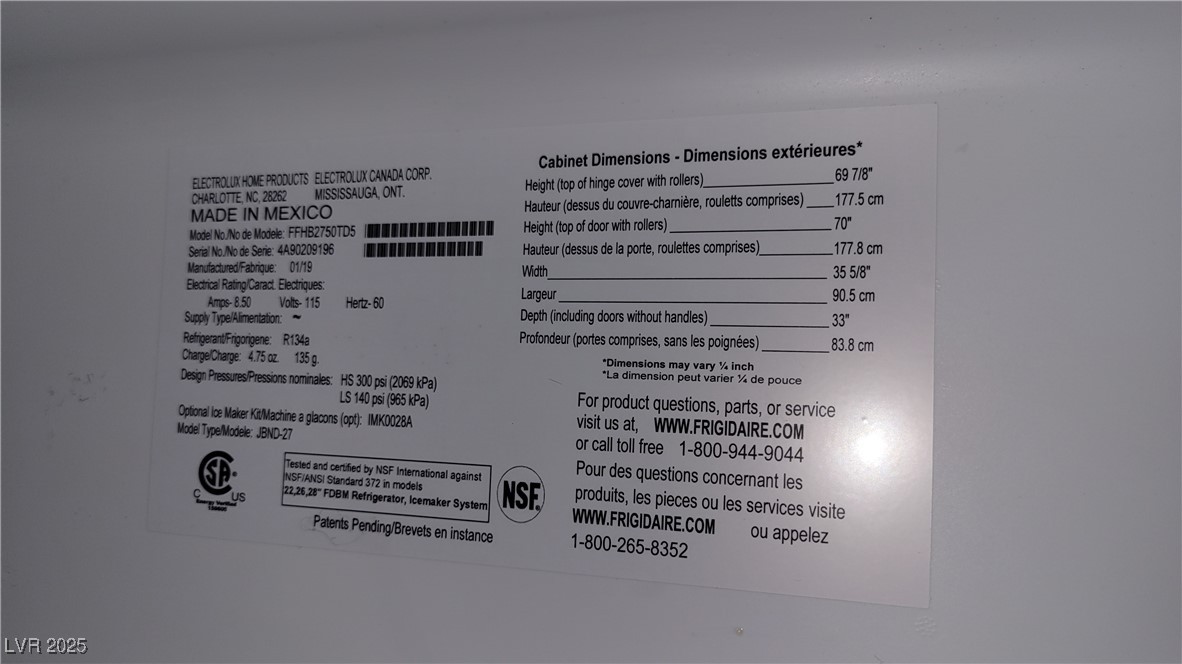 ELECTROLUX HOME PRODUCTS ELECTROLUX CANADA CORP.
CHARLOTTE, NC, 28262 MISSISSAUGA, ONT.
MADE IN MEXICO
Model No./No de Modele: FFHB2750TD5
Serial No./No de Serie: 4A90209196
Manufactured/Fabrique: 01/19
Electrical Rating/Caract. Electriques:
Amps- 8.50 Volts- 115 Hertz- 60
Supply Type/Alimentation: ~
Refrigerant/Frigorigene: R134a
Charge/Charge: 4.75 oz. 135 g.
Design Pressures/Pressions nominales: HS 300 psi (2069 kPa)
LS 140 psi (965 kPa)
Optional Ice Maker Kit/Machine a glacons (opt): IMK0028A
Model Type/Modele: JBND-27
C SA US
Energy Verified
Tested and certified by NSF International against
NSF/ANSI Standard 372 in models
22,26,28" FDBM Refrigerator, Icemaker System
NSF.
Patents Pending/Brevets en instance
Cabinet Dimensions - Dimensions extérieures*
Height (top of hinge cover with rollers) 69 7/8"
Hauteur (dessus du couvre-charnière, roulettes comprises) 177.5 cm
Height (top of door with rollers) 70"
Hauteur (dessus de la porte, roulettes comprises) 177.8 cm
Width 35 5/8"
Largeur 90.5 cm
Depth (including doors without handles) 33"
Profondeur (portes comprises, sans les poignées) 83.8 cm
*Dimensions may vary ¼ inch
*La dimension peut varier ¼ de pouce
For product questions, parts, or service
visit us at, WWW.FRIGIDAIRE.COM
or call toll free 1-800-944-9044
Pour des questions concernant les
produits, les pieces ou les services visite
WWW.FRIGIDAIRE.COM ou appelez
1-800-265-8352
LVR 2025